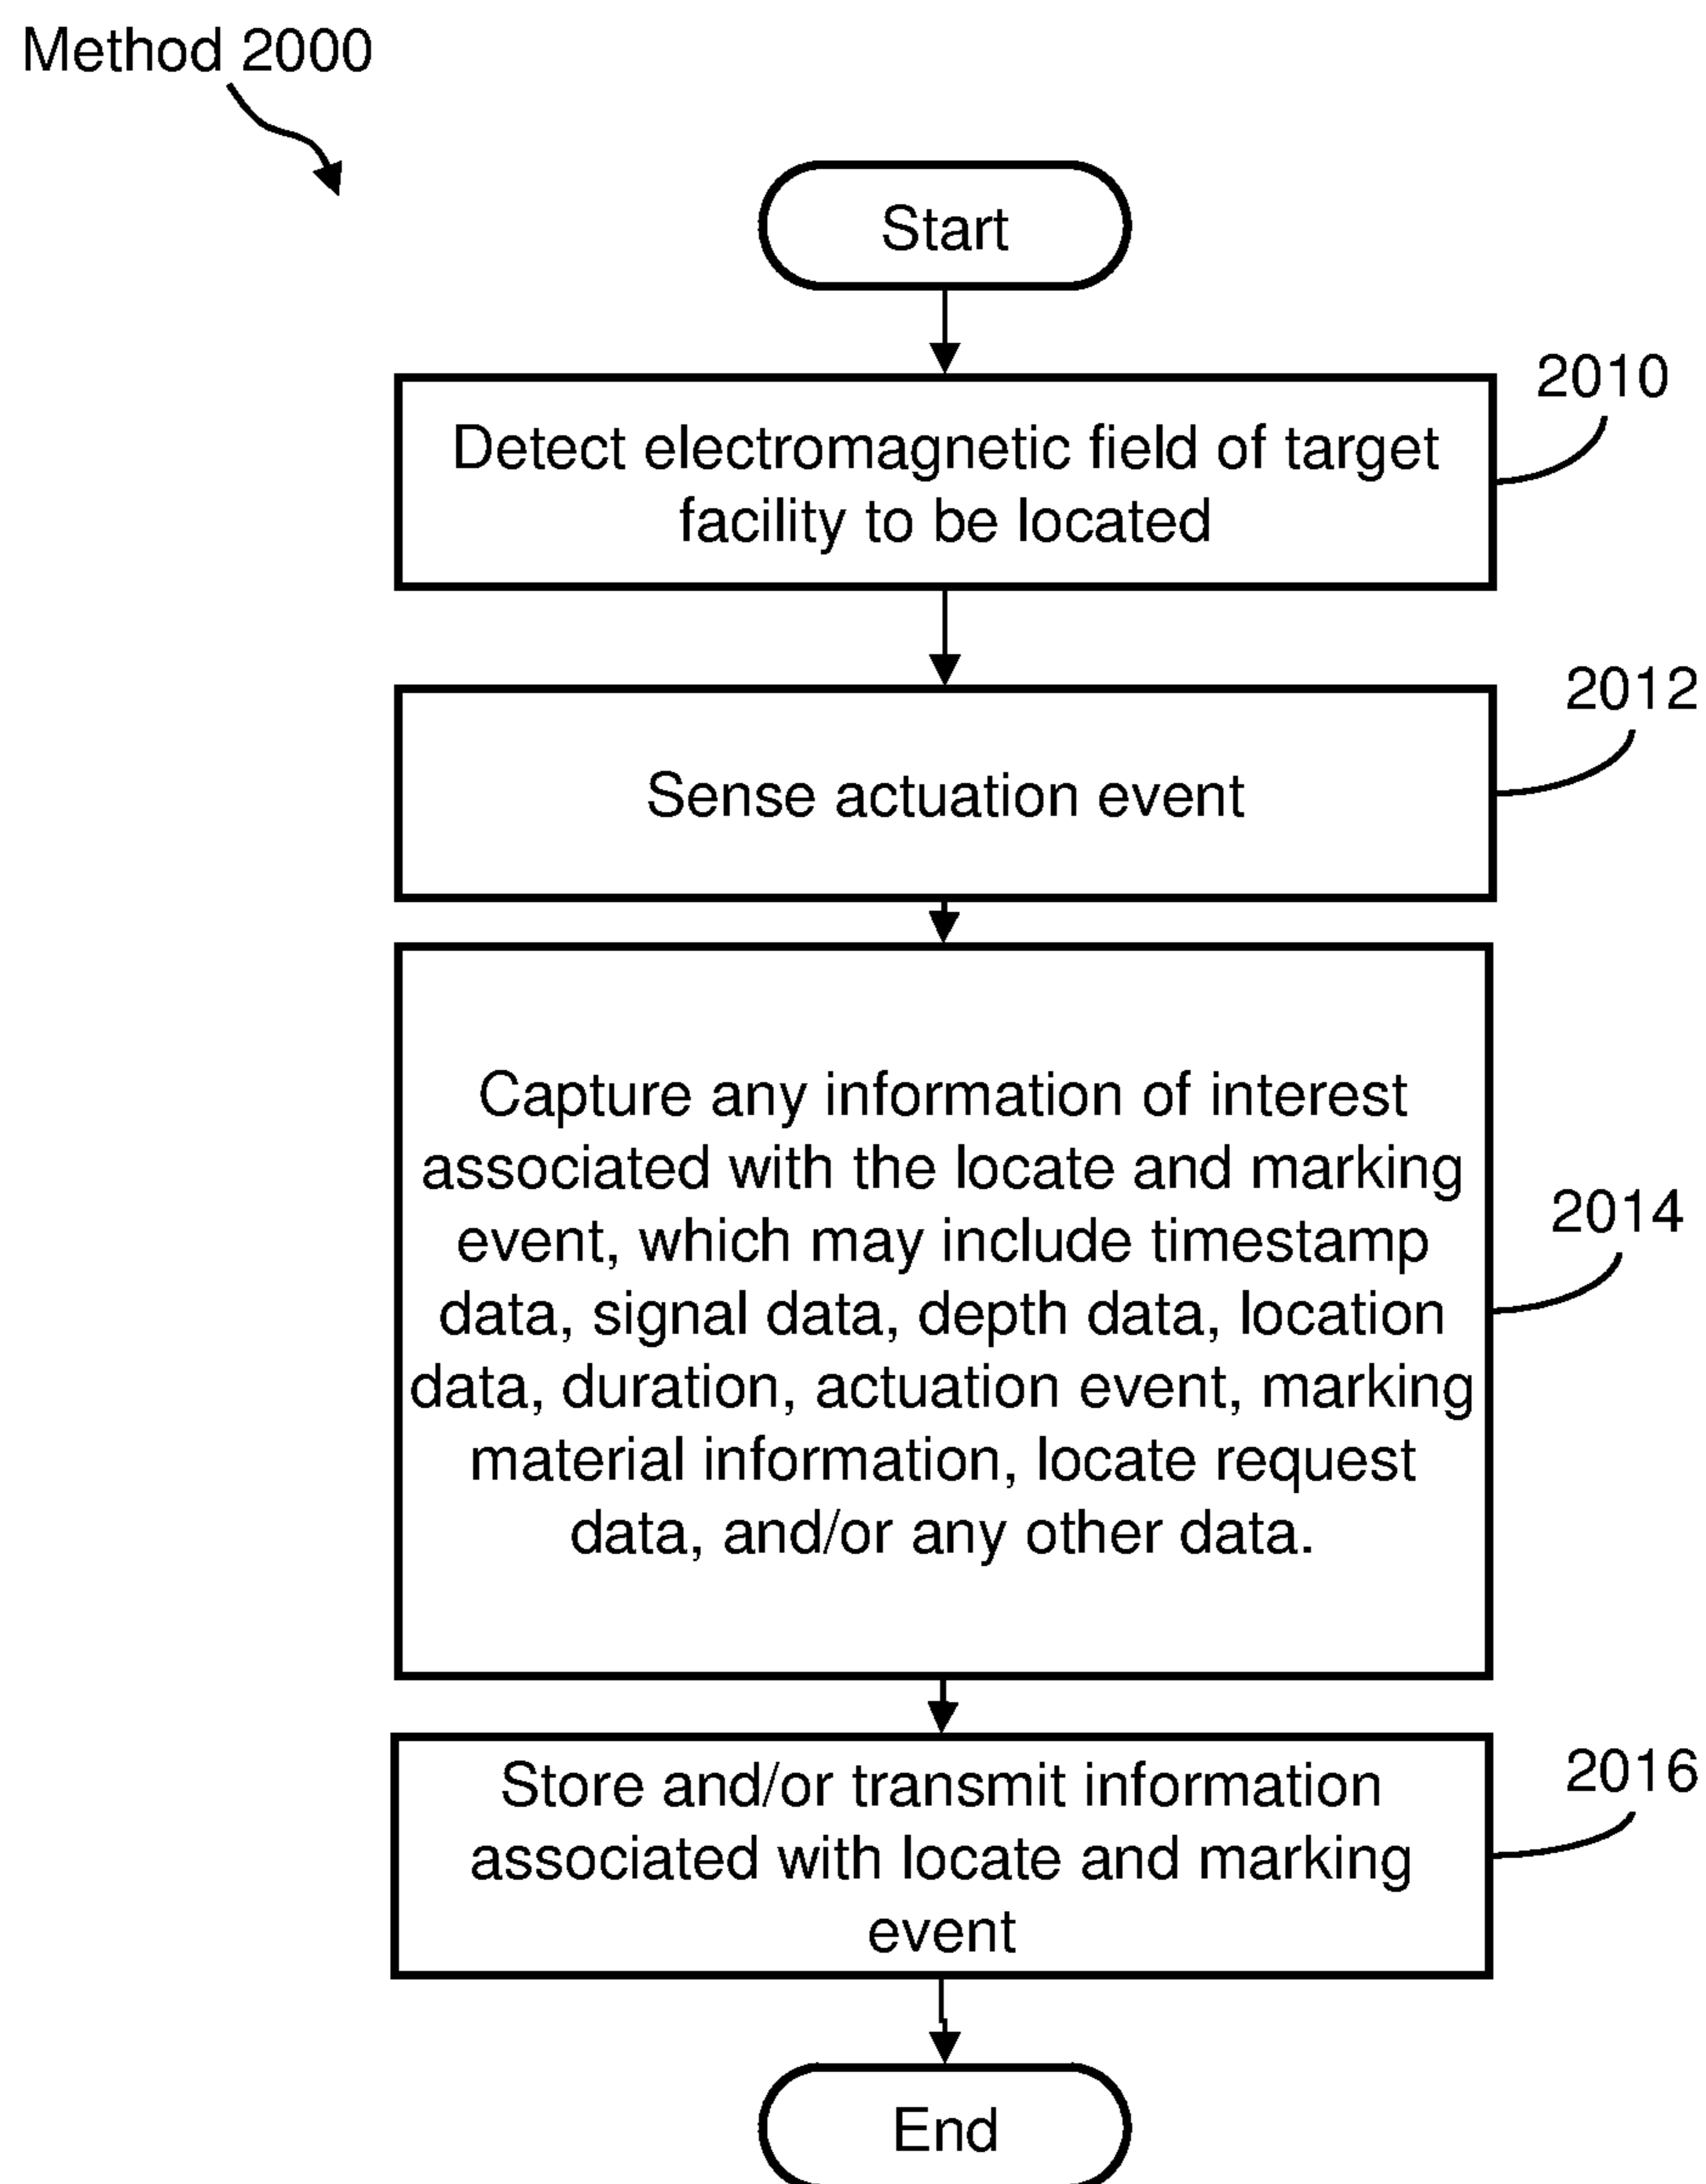 Method 2000
Start
2010
Detect electromagnetic field of target
facility to be located
2012
Sense actuation event
Capture any information of interest
associated with the locate and marking
event, which may include timestamp
data, signal data, depth data, location
data, duration, actuation event, marking
material information, locate request
data, and/or any other data.
2014
Store and/or transmit information
associated with locate and marking
event
2016
End